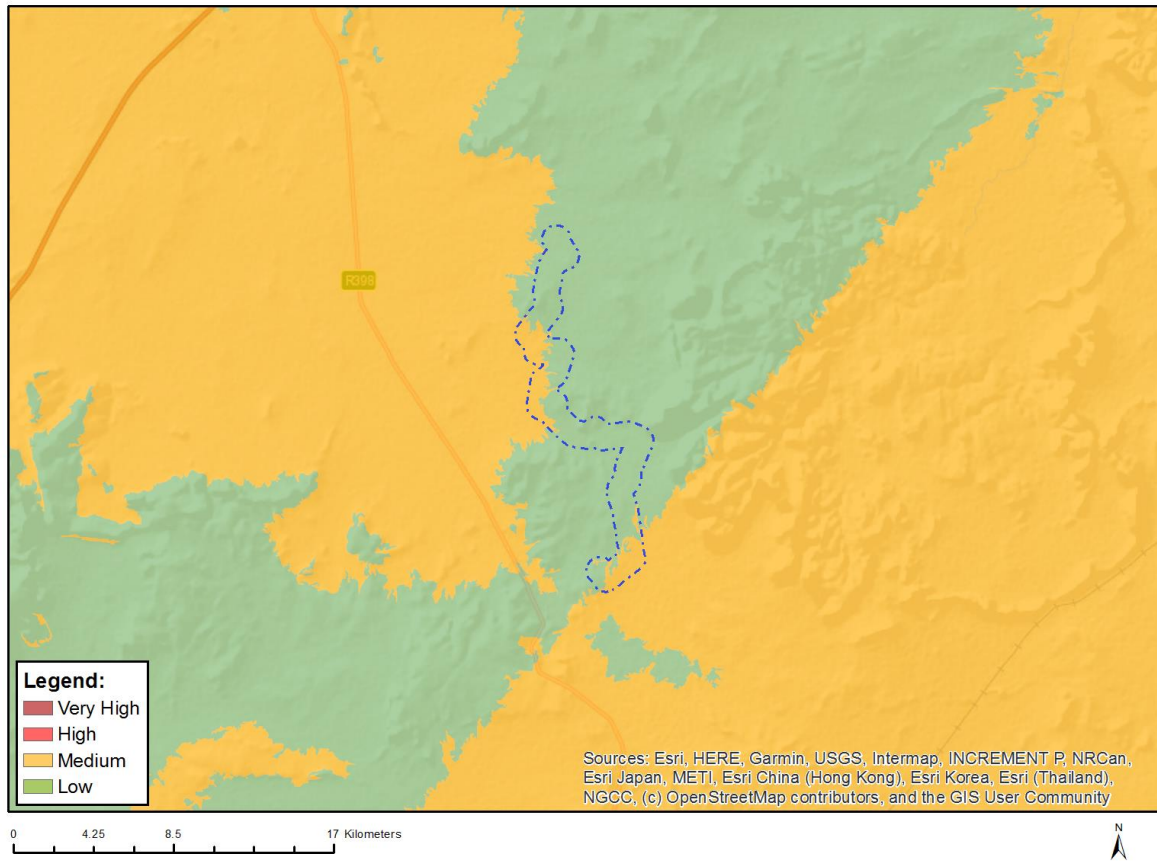 R398
Legend:
Very High
High
Medium
Low
Sources: Esri, HERE, Garmin, USGS, Intermap, INCREMENT P, NRCan,
Esri Japan, METI, Esri China (Hong Kong), Esri Korea, Esri (Thailand),
NGCC, (c) OpenStreetMap contributors, and the GIS User Community
0 4.25 8.5 17 Kilometers
N